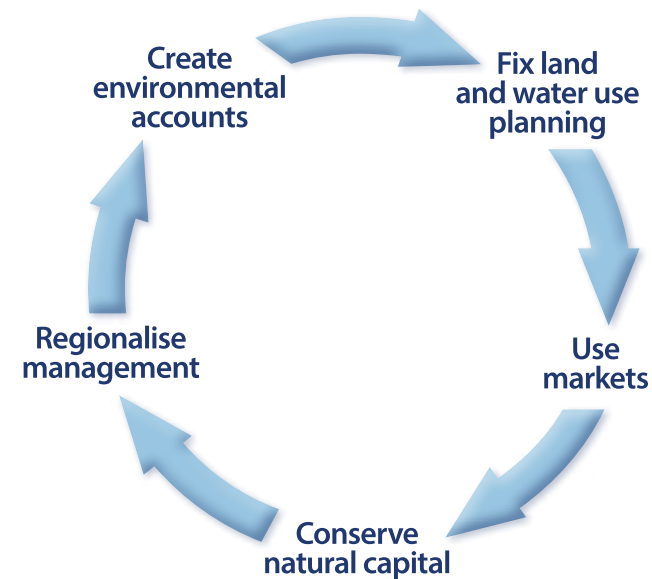 Create
environmental
accounts
Fix land
and water use
planning
Use
markets
Conserve
natural capital
Regionalise
management